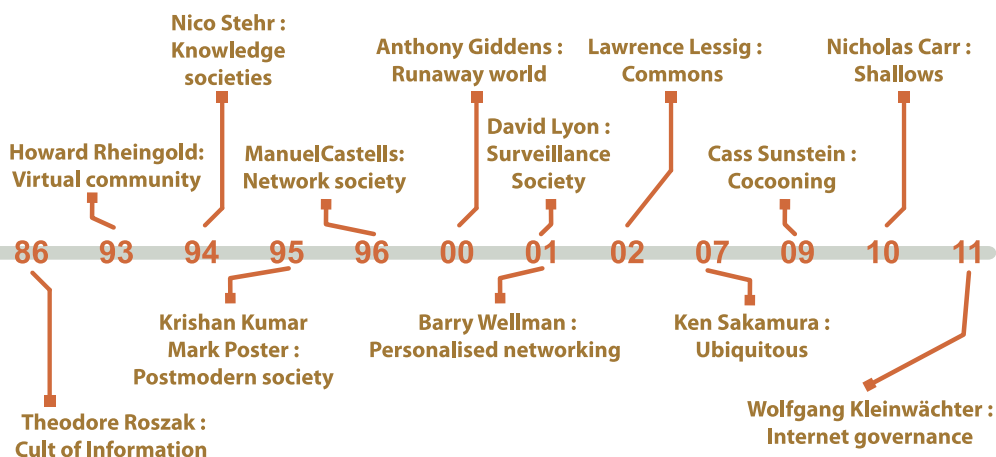 Nico Stehr :
Knowledge
societies
Anthony Giddens :
Runaway world
Lawrence Lessig :
Commons
Nicholas Carr :
Shallows
Howard Rheingold:
Virtual community
ManuelCastells:
Network society
David Lyon :
Surveillance
Society
Cass Sunstein :
Cocooning
86 93 94 95 96 00 01 02 07 09 10 11
Krishan Kumar
Mark Poster :
Postmodern society
Barry Wellman :
Personalised networking
Ken Sakamura :
Ubiquitous
Theodore Roszak :
Cult of Information
Wolfgang Kleinwächter :
Internet governance